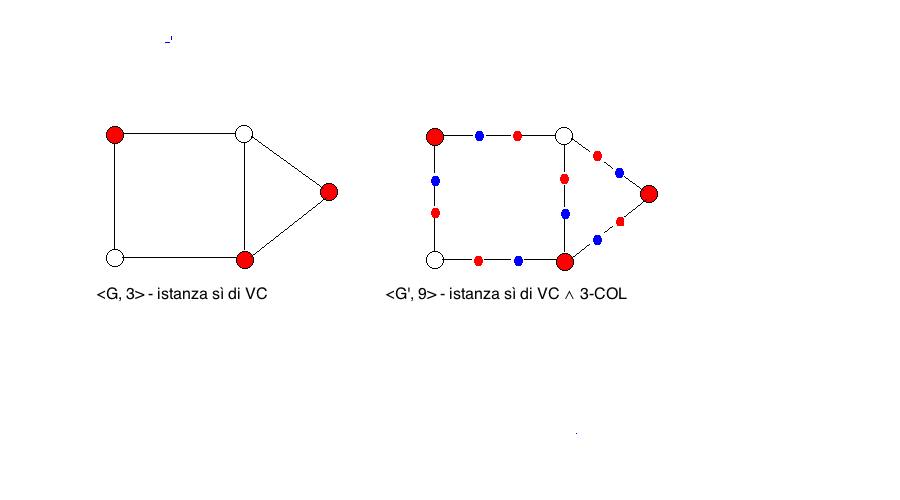 <G, 3> - istanza sì di VC
<G', 9> - istanza sì di VC ∧ 3-COL